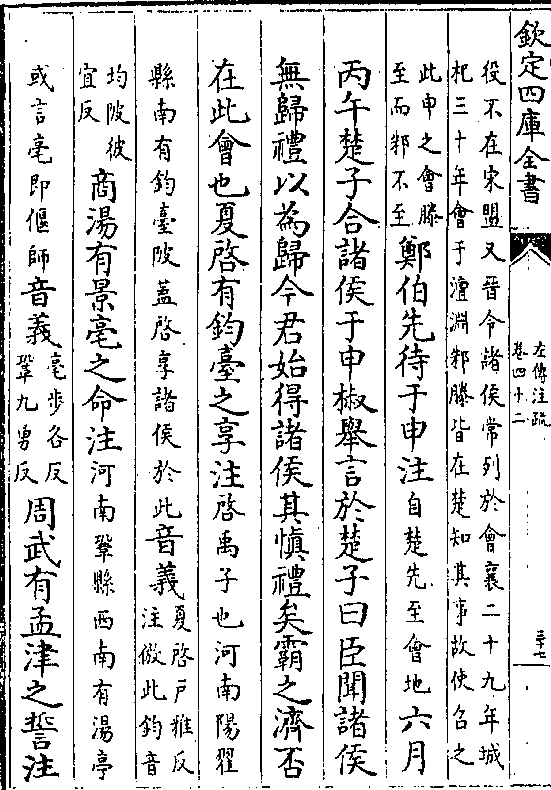 欽定四庫全書
左傳注疏
卷四十二
三十七
役不在宋盟又晉令諸侯常列於會襄二十九年城
杞三十年會于澶淵邾滕皆在楚知其事故使召之
此申之會滕
至而邾不至
鄭伯先待于申注自楚先至會地六月
丙午楚子合諸侯于申椒舉言於楚子曰臣聞諸侯
無歸禮以為歸今君始得諸侯其慎禮矣霸之濟否
在此會也夏啓有鈞臺之享注啓禹子也河南陽翟
縣南有鈞臺陂蓋啓享諸侯於此音義
夏啓戸雅反
注倣此鈞音
均陂彼
宜反
商湯有景亳之命注河南鞏縣西南有湯亭
或言亳即偃師音義
亳步各反
鞏九勇反
周武有孟津之誓注